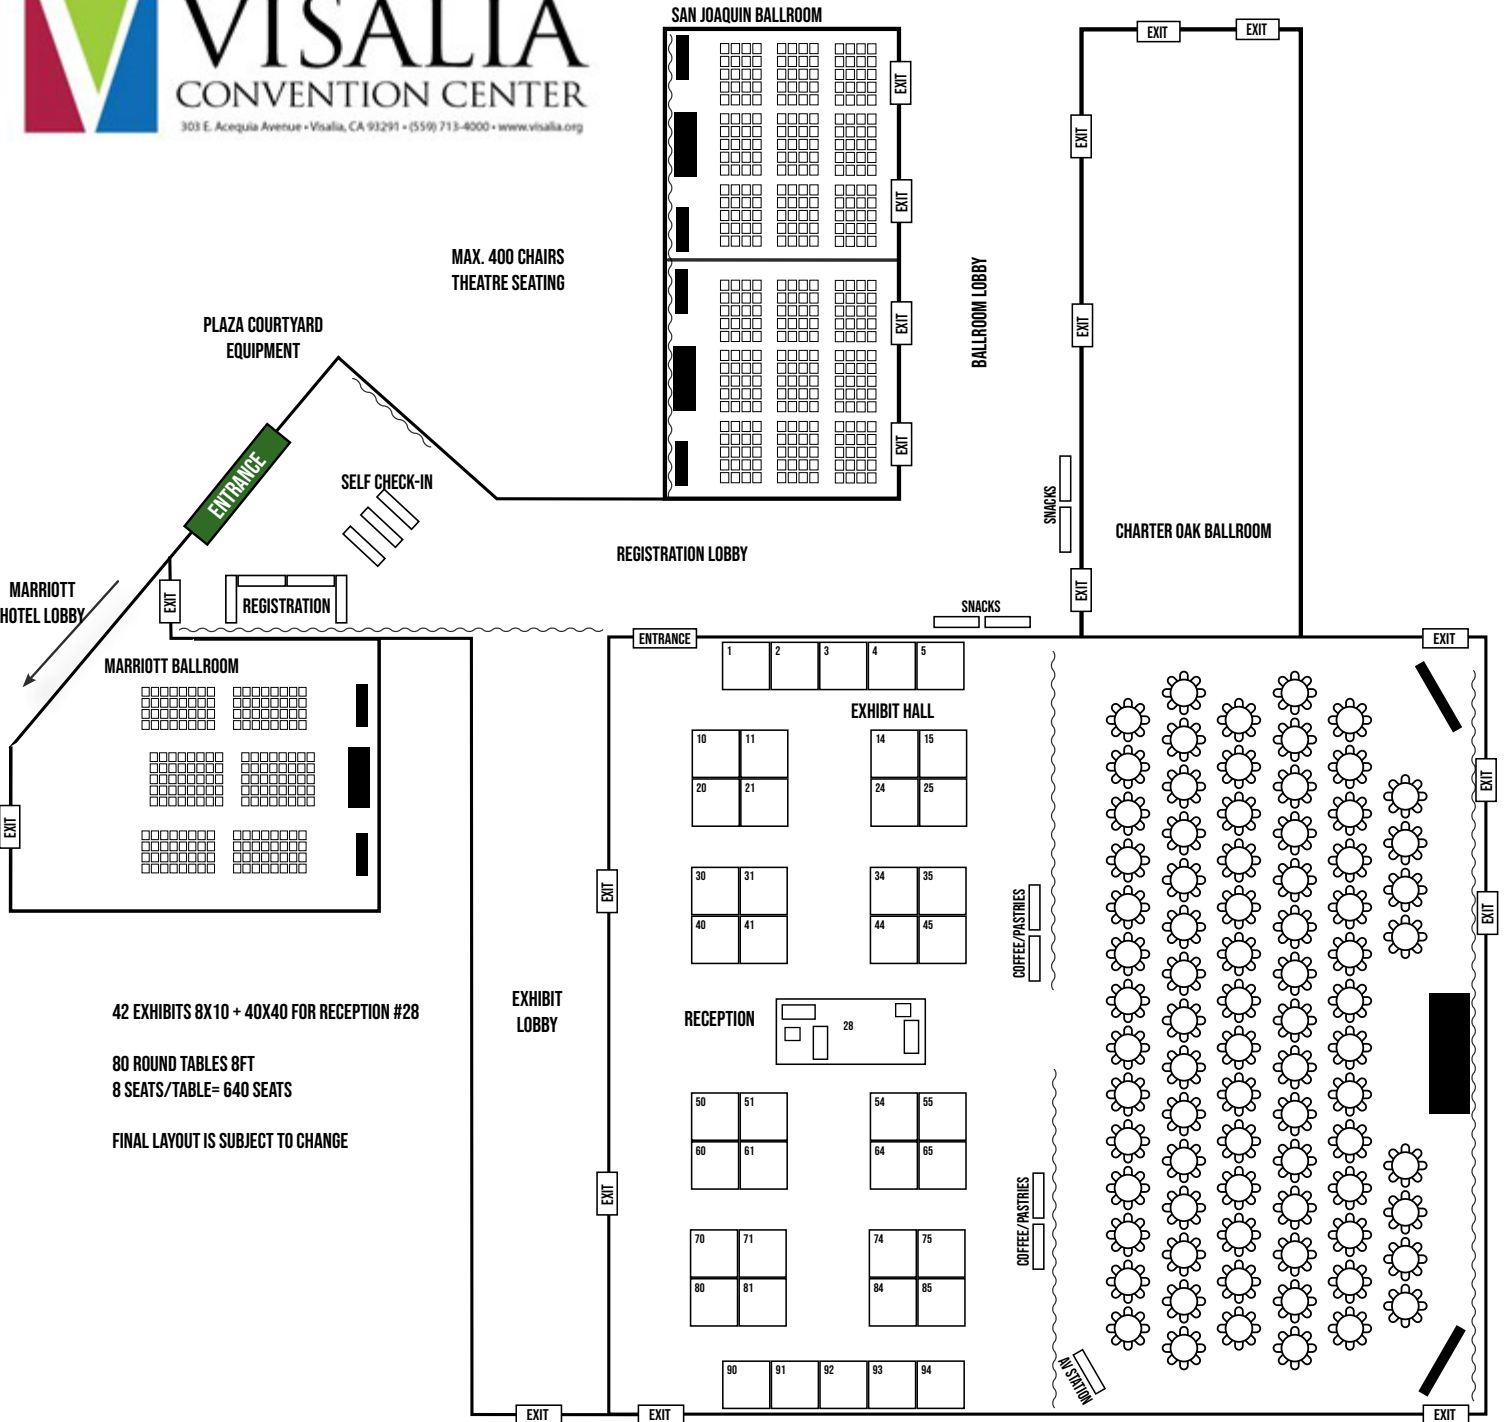 VISALIA
CONVENTION CENTER
303 E. Acequia Avenue • Visalia, CA 93291 • (559) 713-4000 • www.visalia.org
SAN JOAQUIN BALLROOM
EXIT
EXIT
EXIT
EXIT
MAX. 400 CHAIRS
THEATRE SEATING
BALLROOM LOBBY
EXIT
EXIT
EXIT
EXIT
EXIT
SNACKS
CHARTER OAK BALLROOM
PLAZA COURTYARD
EQUIPMENT
ENTRANCE
SELF CHECK-IN
REGISTRATION LOBBY
MARRIOTT
HOTEL LOBBY
EXIT
REGISTRATION
SNACKS
MARRIOTT BALLROOM
EXIT
ENTRANCE
EXIT
1
2
3
4
5
EXHIBIT HALL
10
11
14
15
20
21
24
25
EXIT
30
31
34
35
EXIT
EXIT
40
41
44
45
COFFEE/PASTRIES
42 EXHIBITS 8X10 + 40X40 FOR RECEPTION #28
80 ROUND TABLES 8FT
8 SEATS/TABLE= 640 SEATS
FINAL LAYOUT IS SUBJECT TO CHANGE
EXHIBIT
LOBBY
RECEPTION
28
50
51
54
55
60
61
64
65
EXIT
COFFEE/PASTRIES
70
71
74
75
80
81
84
85
90
91
92
93
94
AV STATION
EXIT
EXIT
EXIT